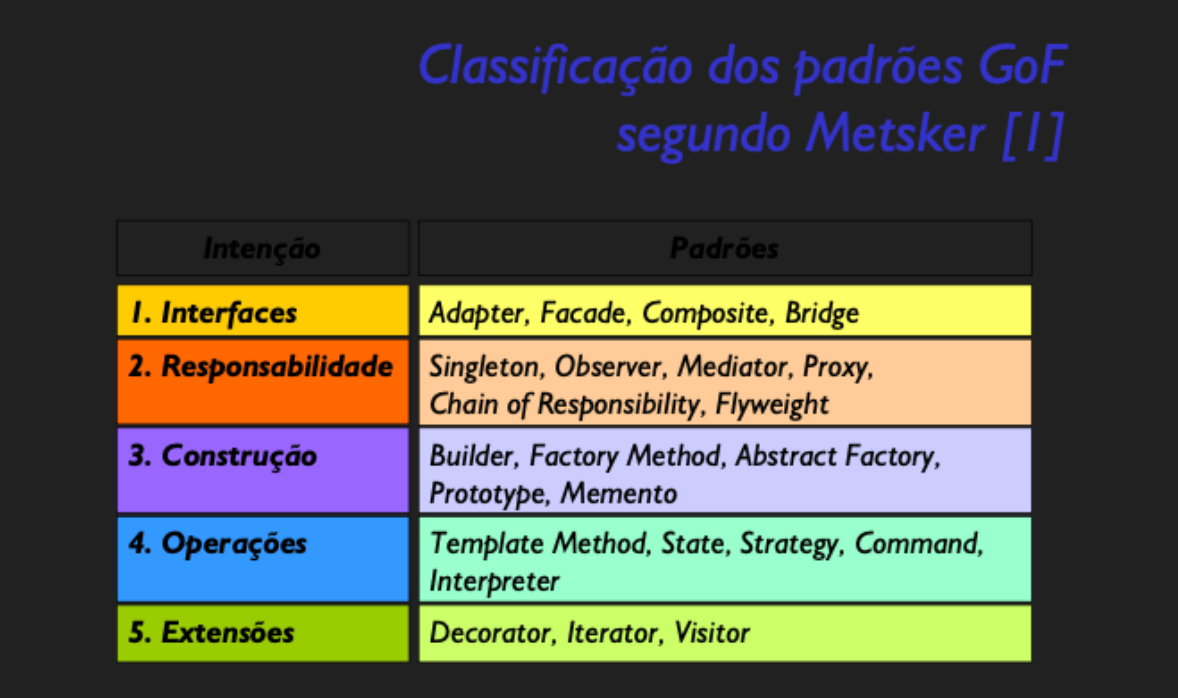 Classificação dos padrões GoF
segundo Metsker [1]
Intenção
Padrões
1. Interfaces
Adapter, Facade, Composite, Bridge
2. Responsabilidade
Singleton, Observer, Mediator, Proxy,
Chain of Responsibility, Flyweight
3. Construção
Builder, Factory Method, Abstract Factory,
Prototype, Memento
4. Operações
Template Method, State, Strategy, Command,
Interpreter
5. Extensões
Decorator, Iterator, Visitor